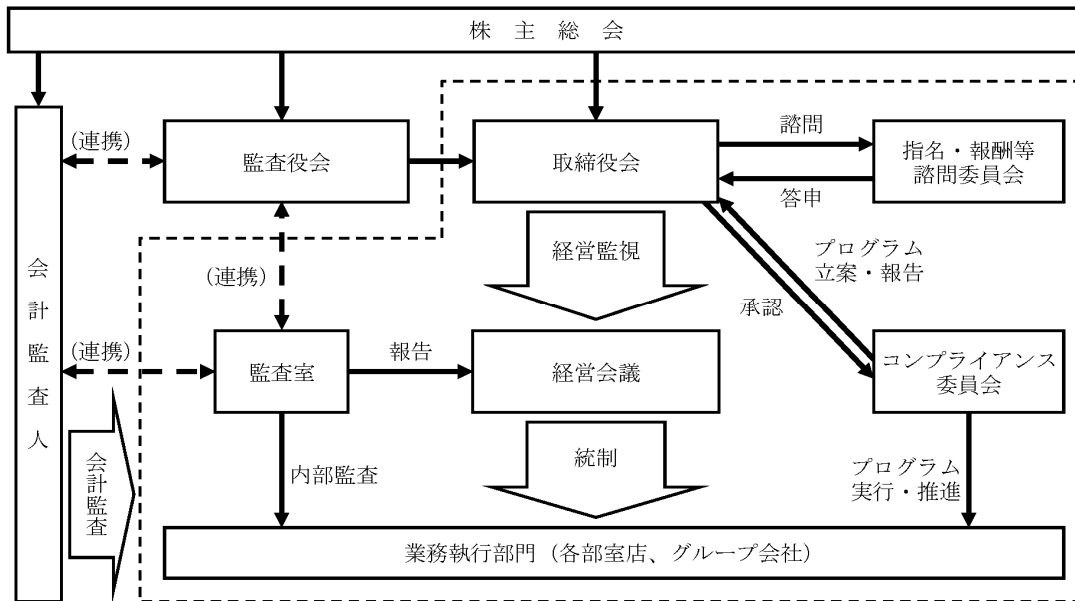 株主総会
(連携)
監査役会
取締役会
諮問
答申
指名・報酬等
諮問委員会
会計監査人
(連携)
経営監視
プログラム
立案・報告
承認
(連携)
監査室
報告
経営会議
コンプライアンス
委員会
会計監査
内部監査
統制
プログラム
実行・推進
業務執行部門（各部室店、グループ会社）